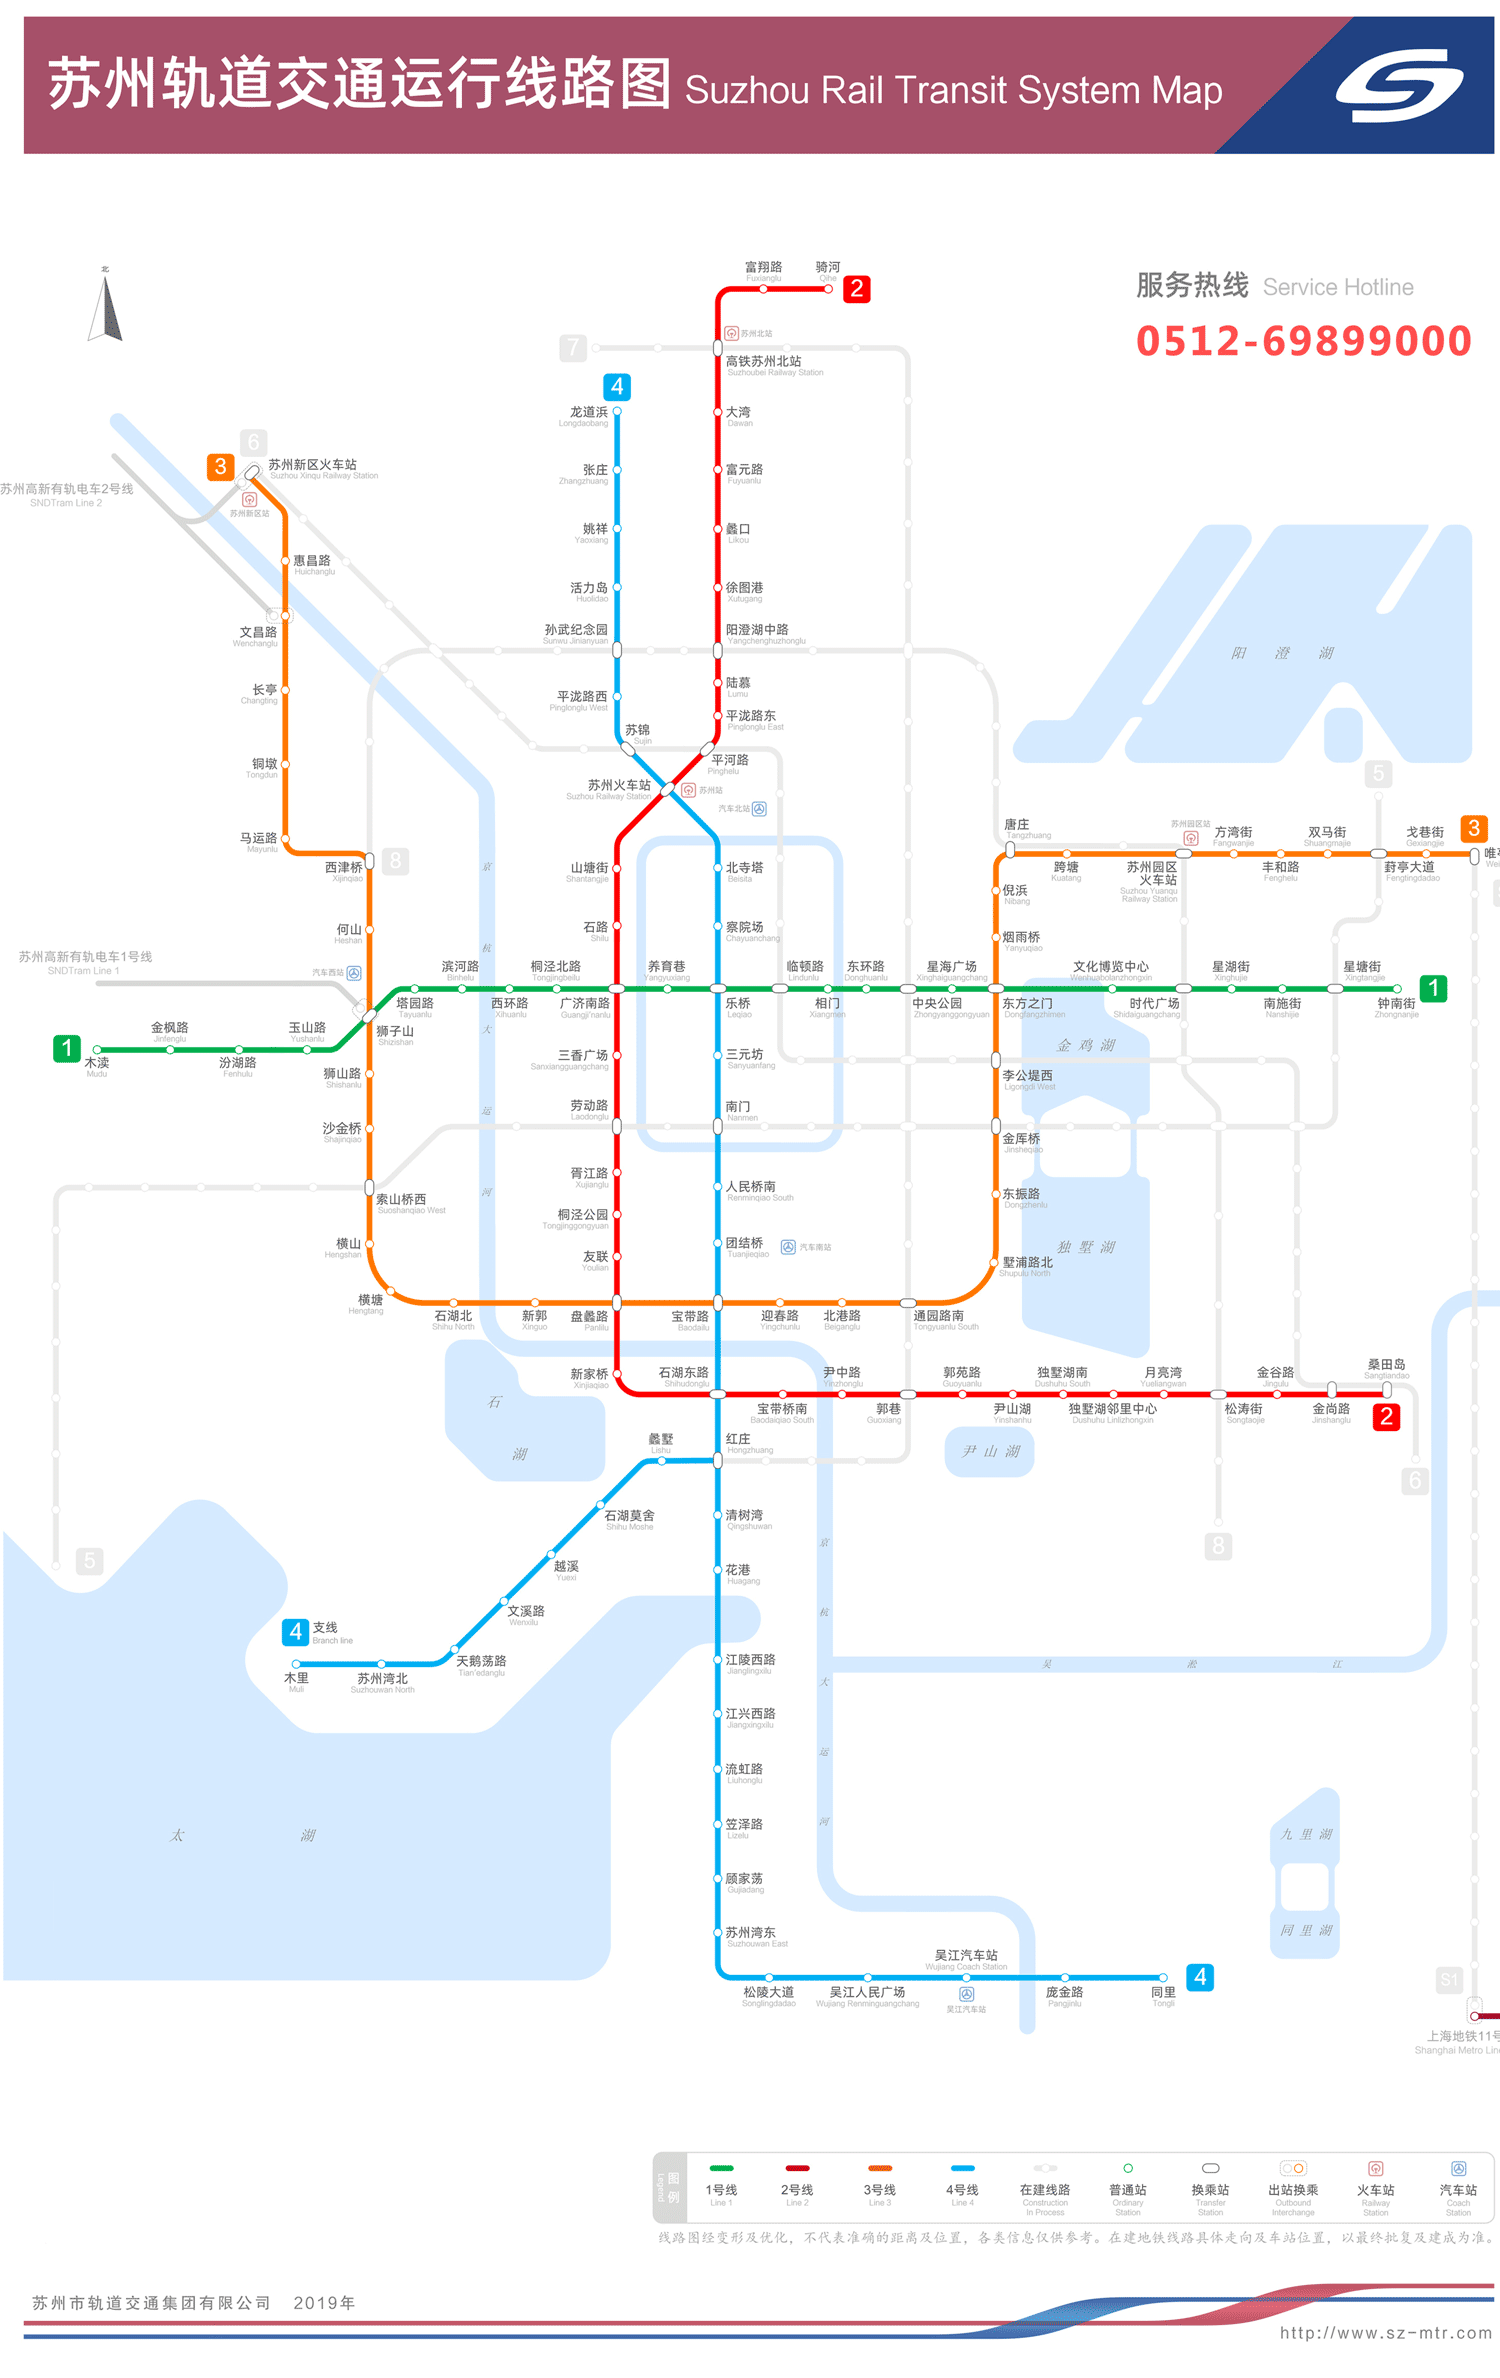 苏州轨道交通运行线路图 Suzhou Rail Transit System Map
北
服务热线 Service Hotline
0512-69899000
富翔路
Fuxianglu
骑河
Qihe
2
苏州北站
7
高铁苏州北站
Suzhoubei Railway Station
4
龙道浜
Longdaobang
大湾
Dawan
6
3
苏州新区火车站
Suzhou Xinqu Railway Station
苏州新区站
苏州高新有轨电车2号线
SNDTram Line 2
张庄
Zhangzhuang
富元路
Fuyuanlu
姚祥
Yaoxiang
蠡口
Likou
惠昌路
Huichanglu
活力岛
Huolidao
徐图港
Xutugang
文昌路
Wenchanglu
孙武纪念园
Sunwu Jinianyuan
阳澄湖中路
Yangchenghuzhonglu
阳 澄 湖
长亭
Changting
平泷路西
Pinglonglu West
陆慕
Lumu
平泷路东
Pinglonglu East
苏锦
Sujin
平河路
Pinghelu
铜墩
Tongdun
苏州火车站
Suzhou Railway Station
苏州站
汽车北站
5
马运路
Mayunlu
西津桥
Xijinqiao
8
山塘街
Shantangjie
北寺塔
Beisita
唐庄
Tangzhuang
苏州园区站
方湾街
Fangwanjie
双马街
Shuangmajie
戈巷街
Gexiangjie
3
跨塘
Kuatang
苏州园区
火车站
Suzhou Yuanqu
Railway Station
丰和路
Fenghelu
葑亭大道
Fengtingdadao
倪浜
Nibang
何山
Heshan
石路
Shilu
察院场
Chayuanchang
烟雨桥
Yanyuqiao
苏州高新有轨电车1号线
SNDTram Line 1
汽车西站
滨河路
Binhelu
桐泾北路
Tongjingbeilu
养育巷
Yangyuxiang
临顿路
Lindunlu
东环路
Donghuanlu
星海广场
Xinghaiguangchang
文化博览中心
Wenhuabolanzhongxin
星湖街
Xinghujie
星塘街
Xingtangjie
1
塔园路
Tayuanlu
西环路
Xihuanlu
广济南路
Guangji'nanlu
乐桥
Leqiao
相门
Xiangmen
中央公园
Zhongyanggongyuan
东方之门
Dongfangzhimen
时代广场
Shidaiguangchang
南施街
Nanshijie
钟南街
Zhongnanjie
1
木渎
Mudu
金枫路
Jinfenglu
汾湖路
Fenhulu
玉山路
Yushanlu
狮子山
Shizishan
三香广场
Sanxiangguangchang
三元坊
Sanyuanfang
金 鸡 湖
狮山路
Shishanlu
李公堤西
Ligongdi West
劳动路
Laodonglu
南门
Nanmen
沙金桥
Shajinqiao
金厍桥
Jinsheqiao
胥江路
Xujianglu
人民桥南
Renminqiao South
索山桥西
Suoshanqiao West
东振路
Dongzhenlu
桐泾公园
Tongjinggongyuan
横山
Hengshan
友联
Youlian
团结桥
Tuanjieqiao
汽车南站
独 墅 湖
墅浦路北
Shupulu North
横塘
Hengtang
石湖北
Shihu North
新郭
Xinguo
盘蠡路
Panlilu
宝带路
Baodailu
迎春路
Yingchunlu
北港路
Beiganglu
通园路南
Tongyuanlu South
京
杭
大
运
河
新家桥
Xinjiaqiao
石湖东路
Shihudonglu
尹中路
Yinzhonglu
郭苑路
Guoyuanlu
独墅湖南
Dushuhu South
月亮湾
Yueliangwan
金谷路
Jingulu
桑田岛
Sangtiandao
宝带桥南
Baodaiqiao South
郭巷
Guoxiang
尹山湖
Yinshanhu
独墅湖邻里中心
Dushuhu Linlizhongxin
松涛街
Songtaojie
金尚路
Jinshanglu
2
石
湖
蠡墅
Lishu
红庄
Hongzhuang
尹 山 湖
6
石湖莫舍
Shihu Moshe
清树湾
Qingshuwan
8
5
越溪
Yuexi
花港
Huagang
文溪路
Wenxilu
4
支线
Branch line
木里
Muli
苏州湾北
Suzhouwan North
天鹅荡路
Tian'edanglu
江陵西路
Jianglingxilu
吴 淞 江
京
杭
大
运
河
江兴西路
Jiangxingxilu
流虹路
Liuhonglu
笠泽路
Lizelu
太 湖
九 里 湖
顾家荡
Gujiadang
苏州湾东
Suzhouwan East
同 里 湖
松陵大道
Songlingdadao
吴江人民广场
Wujiang Renminguangchang
吴江汽车站
Wujiang Coach Station
吴江汽车站
庞金路
Pangjinlu
同里
Tongli
4
S1
上海地铁11号
Shanghai Metro Line
图例
Legend
1号线
Line 1
2号线
Line 2
3号线
Line 3
4号线
Line 4
在建线路
Construction
In Process
普通站
Ordinary
Station
换乘站
Transfer
Station
出站换乘
Outbound
Interchange
火车站
Railway
Station
汽车站
Coach
Station
线路图经变形及优化，不代表准确的距离及位置，各类信息仅供参考。在建地铁线路具体走向及车站位置，以最终批复及建成为准。
苏州市轨道交通集团有限公司 2019年
http://www.sz-mtr.com